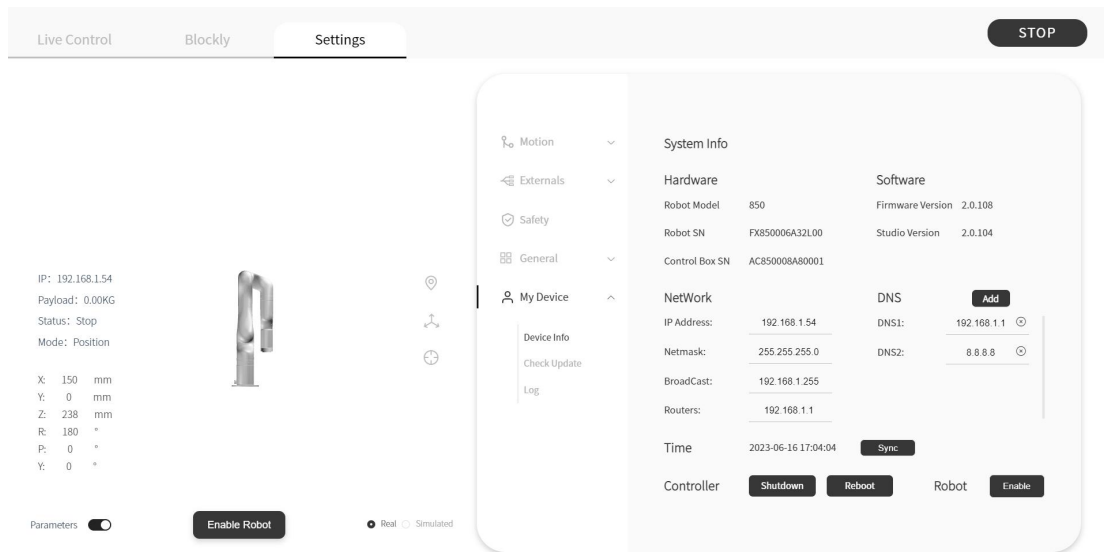 Live Control Blockly Settings STOP
IP: 192.168.1.54
Payload: 0.00KG
Status: Stop
Mode: Position
X: 150 mm
Y: 0 mm
Z: 238 mm
R: 180 °
P: 0 °
Y: 0 °
Parameters Enable Robot Real Simulated
Motion
Externals
Safety
General
My Device
Device Info
Check Update
Log
System Info
Hardware Software
Robot Model 850 Firmware Version 2.0.108
Robot SN FX850006A32L00 Studio Version 2.0.104
Control Box SN AC850008A80001
NetWork DNS Add
IP Address: 192.168.1.54 DNS1: 192.168.1.1
Netmask: 255.255.255.0 DNS2: 8.8.8.8
BroadCast: 192.168.1.255
Routers: 192.168.1.1
Time 2023-06-16 17:04:04 Sync
Controller Shutdown Reboot Robot Enable